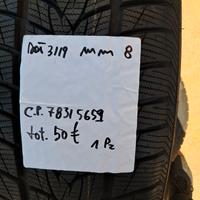 DOT 3119 mm 8
C.P. 78315659
tot. 50 €
1 Pz